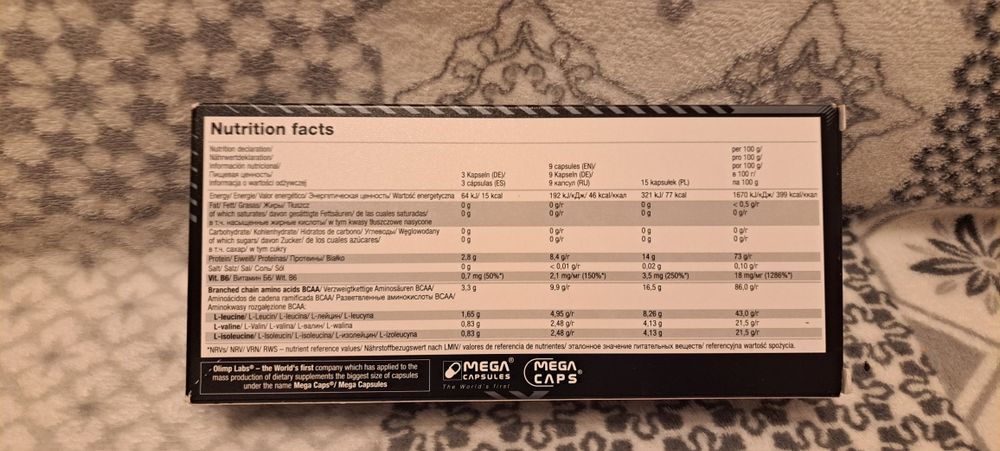 Nutrition facts
Nutrition declaration/
Nährwertdeklaration/
Información nutricional/
Пищевая ценность/
Informacja o wartości odżywczej
3 Kapseln (DE)/
3 cápsulas (ES)
9 capsules (EN)/
9 Kapseln (DE)/
9 капсул (RU)
15 kapsułek (PL)
per 100 g/
pro 100 g/
por 100 g/
в 100 г/
na 100 g
Energy/ Energie/ Valor energético/ Энергетическая ценность/ Wartość energetyczna 64 kJ/ 15 kcal 192 kJ/кДж/ 46 kcal/ккал 321 kJ/ 77 kcal 1670 kJ/кДж/ 399 kcal/ккал
Fat/ Fett/ Grasas/ Жиры/ Tłuszcz 0 g 0 g/г 0 g < 0,5 g/г
of which saturates/ davon gesättigte Fettsäuren/ de las cuales saturadas/ 0 g 0 g/г 0 g
в т.ч. насыщенные жирные кислоты/ w tym kwasy tłuszczowe nasycone
Carbohydrate/ Kohlenhydrate/ Hidratos de carbono/ Углеводы/ Węglowodany 0 g 0 g/г 0 g
of which sugars/ davon Zucker/ de los cuales azúcares/ 0 g 0 g/г 0 g
в т.ч. сахар/ w tym cukry
Protein/ Eiweiß/ Proteínas/ Протеины/ Białko 2,8 g 8,4 g/г 14 g 73 g/г
Salt/ Salz/ Sal/ Соль/ Sól 0 g < 0,01 g/г 0,02 g 0,10 g/г
Vit. B6/ Витамин Б6/ Wit. B6 0,7 mg (50%*) 2,1 mg/мг (150%*) 3,5 mg (250%*) 18 mg/мг (1286%*)
Branched chain amino acids BCAA/ Verzweigtkettige Aminosäuren BCAA/ 3,3 g 9,9 g/г 16,5 g 86,0 g/г
Aminoácidos de cadena ramificada BCAA/ Разветвленные аминокислоты BCAA/
Aminokwasy rozgałęzione BCAA:
L-leucine/ L-Leucin/ L-leucina/ L-лейцин/ L-leucyna 1,65 g 4,95 g/г 8,26 g 43,0 g/г
L-valine/ L-Valin/ L-valina/ L-валин/ L-walina 0,83 g 2,48 g/г 4,13 g 21,5 g/г
L-isoleucine/ L-Isoleucin/ L-isoleucina/ L-изолейцин/ L-izoleucyna 0,83 g 2,48 g/г 4,13 g 21,5 g/г
*NRVs/ NRV/ VRN/ RWS – nutrient reference values/ Nährstoffbezugswert nach LMIV/ valores de referencia de nutrientes/ эталонное значение питательных веществ/ referencyjna wartość spożycia.
Olimp Labs® – the World's first company which has applied to the
mass production of dietary supplements the biggest size of capsules
under the name Mega Caps®/ Mega Capsules
MEGA®
CAPSULES
The World's first
MEGA
CAPS®